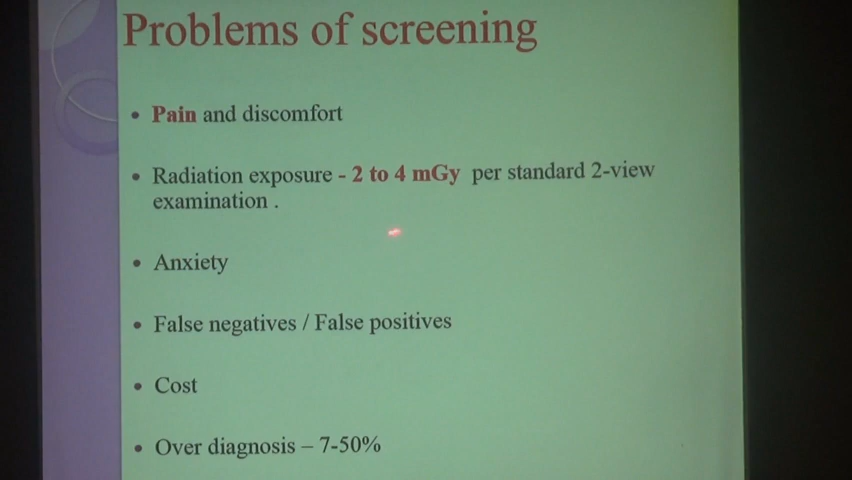 Problems of screening
• Pain and discomfort
• Radiation exposure - 2 to 4 mGy per standard 2-view
examination .
• Anxiety
• False negatives / False positives
• Cost
• Over diagnosis – 7-50%